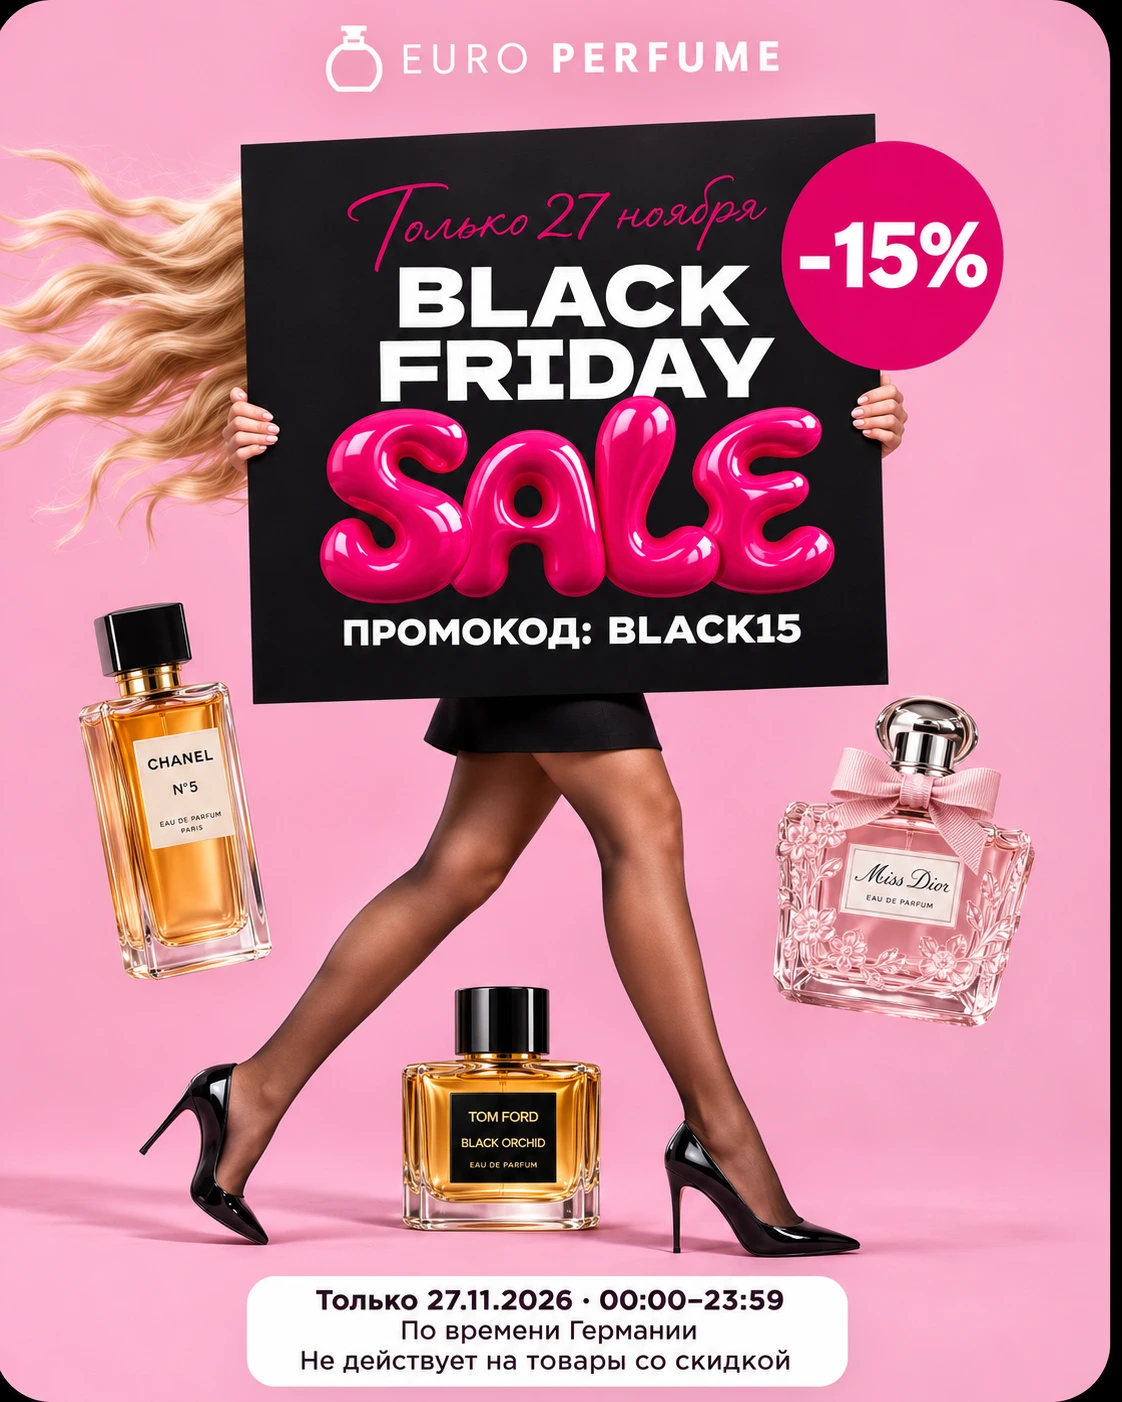 EURO PERFUME
Только 27 ноября
-15%
BLACK
FRIDAY
SALE
ПРОМОКОД: BLACK15
CHANEL
N°5
EAU DE PARFUM
PARIS
Miss Dior
EAU DE PARFUM
TOM FORD
BLACK ORCHID
EAU DE PARFUM
Только 27.11.2026 · 00:00–23:59
По времени Германии
Не действует на товары со скидкой